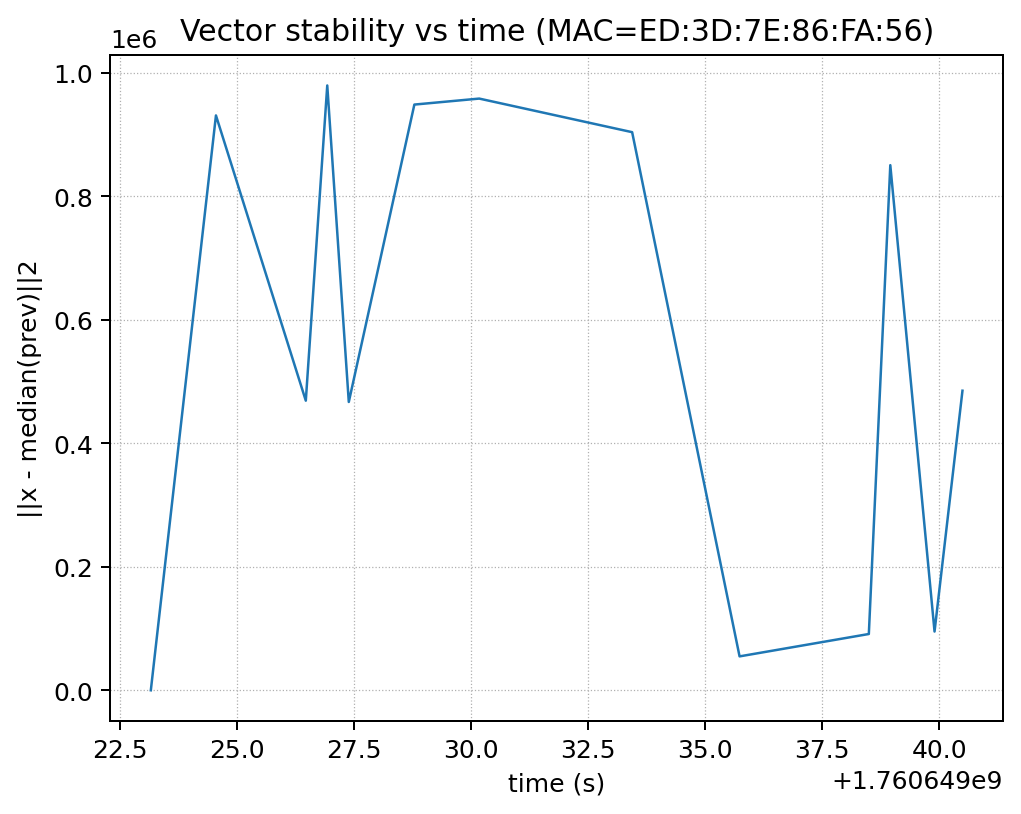 Vector stability vs time (MAC=ED:3D:7E:86:FA:56)
1e6
1.0
0.8
0.6
0.4
0.2
0.0
||x - median(prev)||2
22.5 25.0 27.5 30.0 32.5 35.0 37.5 40.0
time (s)
+1.760649e9